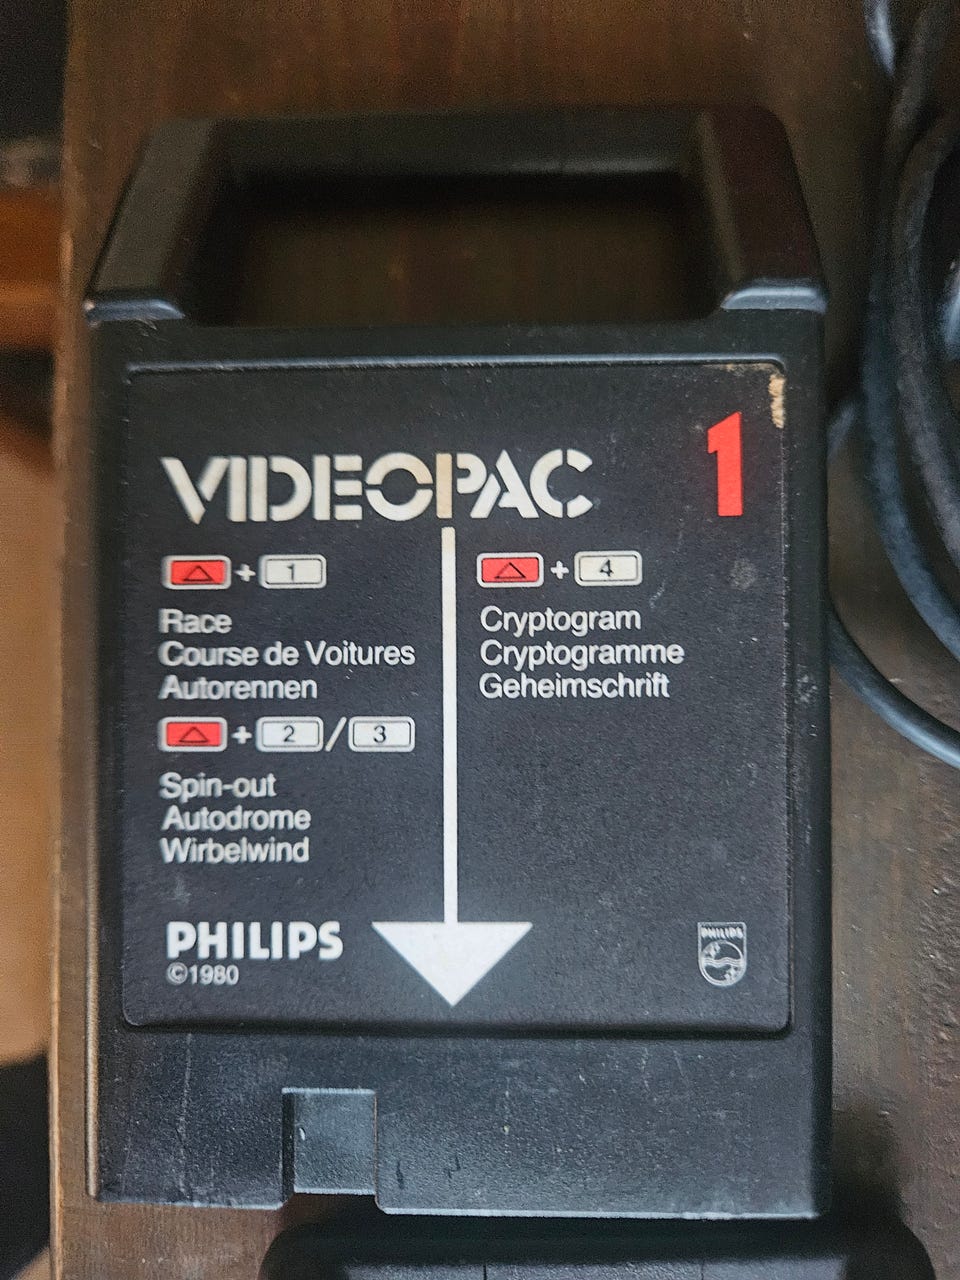 VIDEOPAC
1
△ + 1
Race
Course de Voitures
Autorennen
△ + 2 / 3
Spin-out
Autodrome
Wirbelwind
△ + 4
Cryptogram
Cryptogramme
Geheimschrift
PHILIPS
©1980
PHILIPS